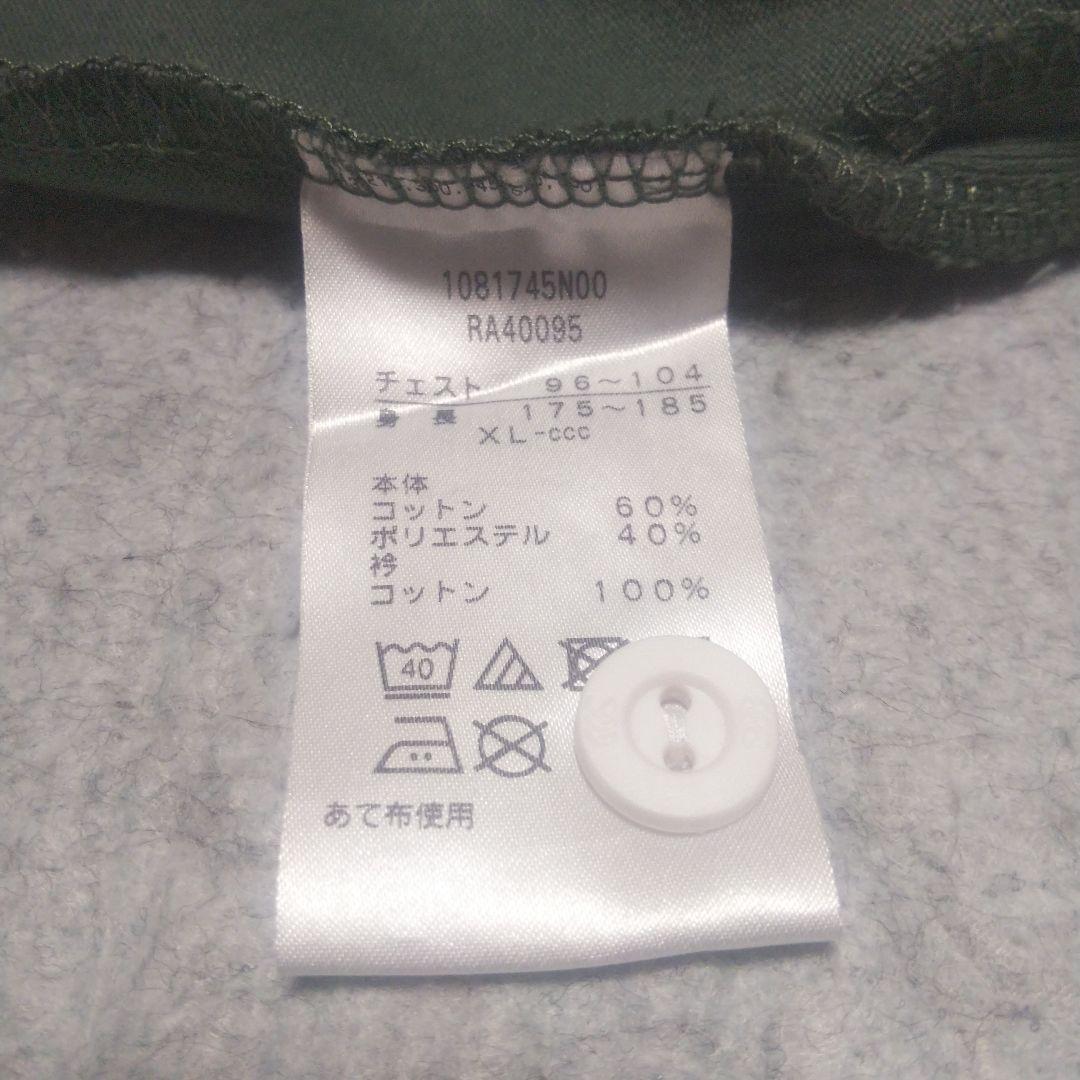 1081745N00
RA40095
チェスト 96～104
身長 175～185
XL-ccc
本体
コットン 60%
ポリエステル 40%
衿
コットン 100%
40
あて布使用